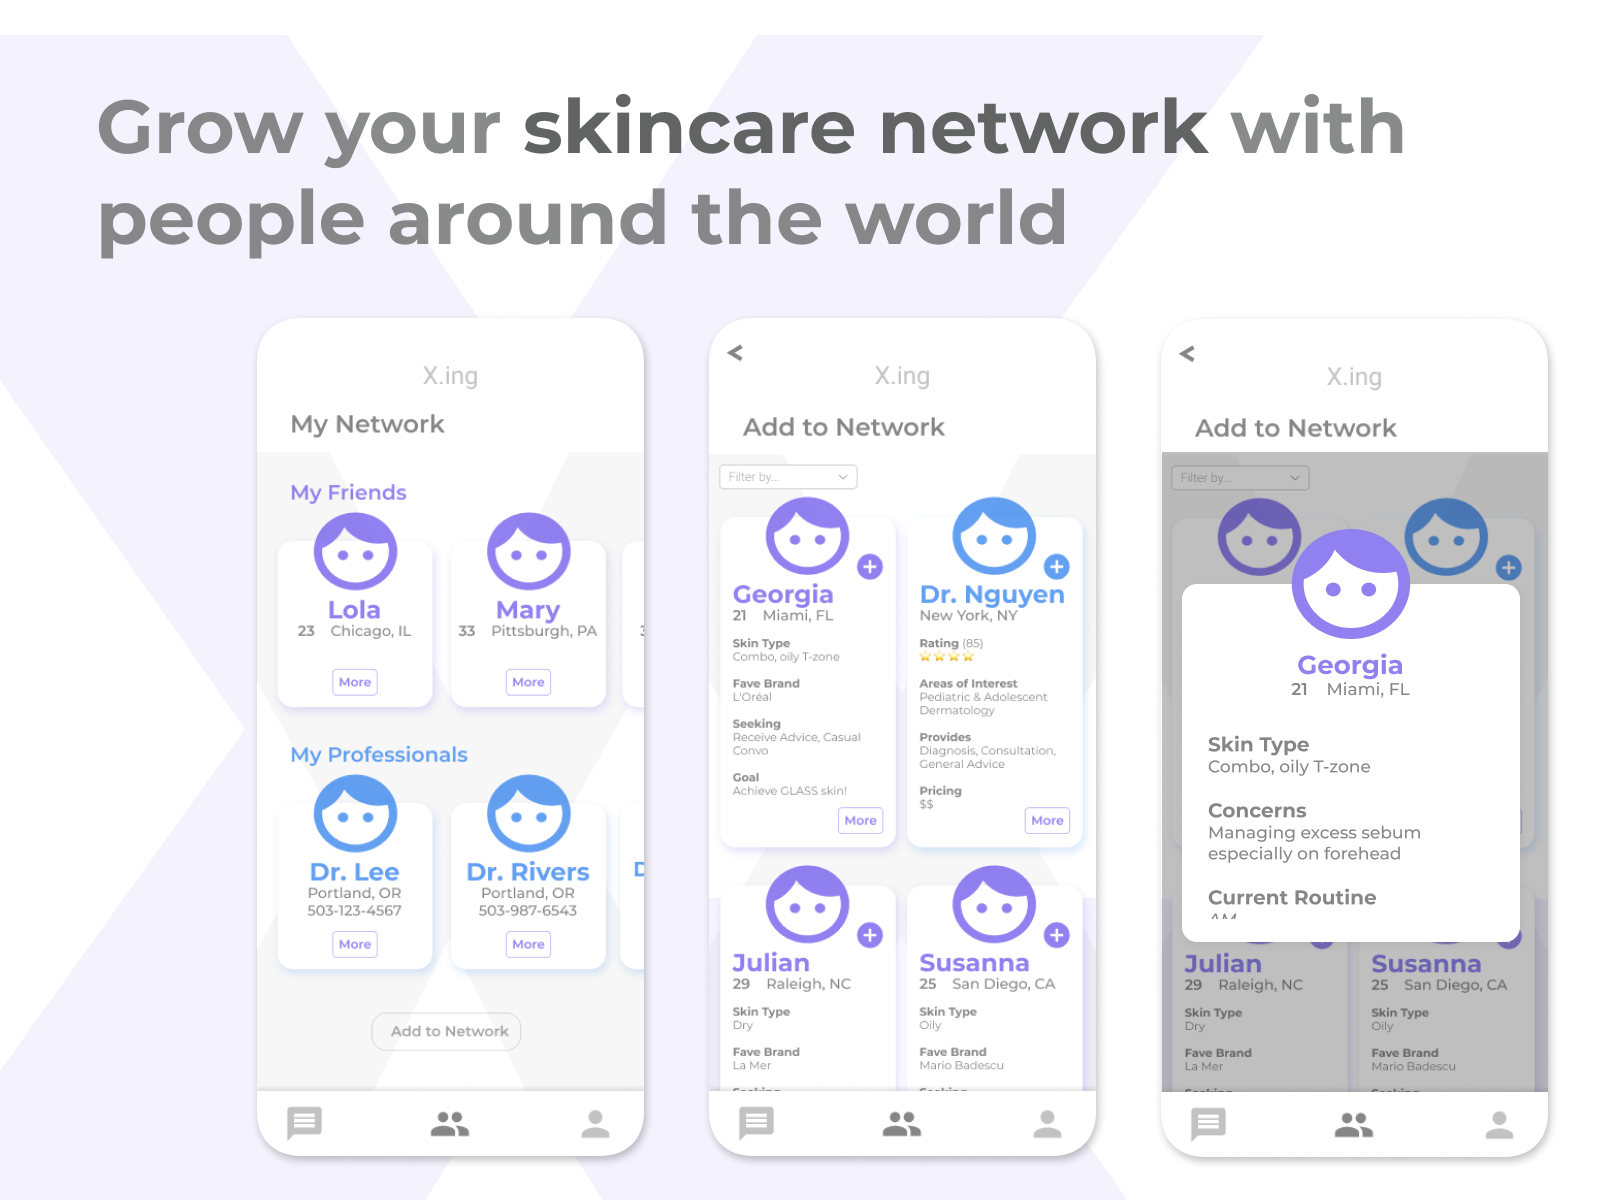 Grow your skincare network with
people around the world
X.ing
My Network
My Friends
Lola
23 Chicago, IL
More
Mary
33 Pittsburgh, PA
More
My Professionals
Dr. Lee
Portland, OR
503-123-4567
More
Dr. Rivers
Portland, OR
503-987-6543
More
Add to Network
<
X.ing
Add to Network
Filter by...
Georgia
21 Miami, FL
Skin Type
Combo, oily T-zone
Fave Brand
L'Oréal
Seeking
Receive Advice, Casual
Convo
Goal
Achieve GLASS skin!
More
Dr. Nguyen
New York, NY
Rating (85)
Areas of Interest
Pediatric & Adolescent
Dermatology
Provides
Diagnosis, Consultation,
General Advice
Pricing
$$
More
Julian
29 Raleigh, NC
Skin Type
Dry
Fave Brand
La Mer
Susanna
25 San Diego, CA
Skin Type
Oily
Fave Brand
Mario Badescu
<
X.ing
Add to Network
Filter by...
Georgia
21 Miami, FL
Skin Type
Combo, oily T-zone
Concerns
Managing excess sebum
especially on forehead
Current Routine
Julian
29 Raleigh, NC
Skin Type
Dry
Fave Brand
La Mer
Susanna
25 San Diego, CA
Skin Type
Oily
Fave Brand
Mario Badescu